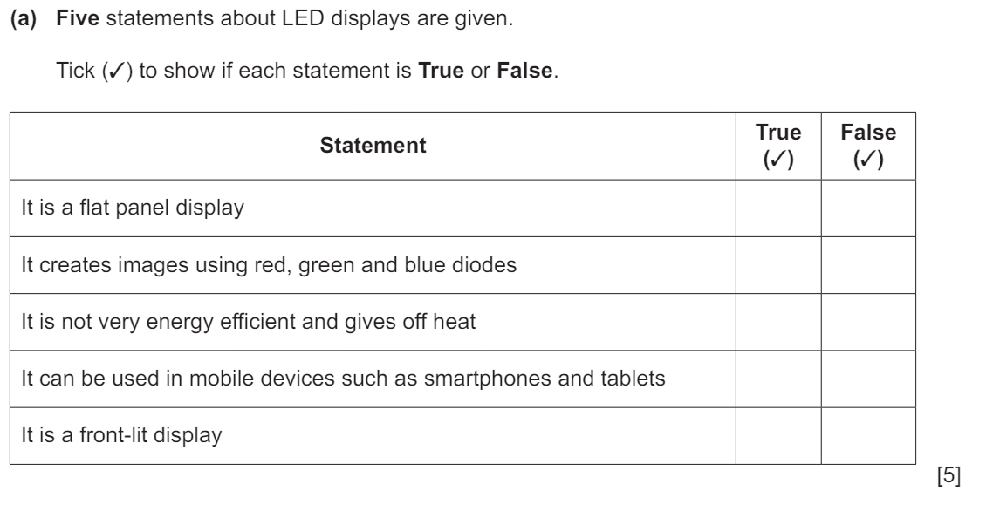 (a) Five statements about LED displays are given.
Tick (✓) to show if each statement is True or False.
Statement
True
(✓)
False
(✓)
It is a flat panel display
It creates images using red, green and blue diodes
It is not very energy efficient and gives off heat
It can be used in mobile devices such as smartphones and tablets
It is a front-lit display
[5]